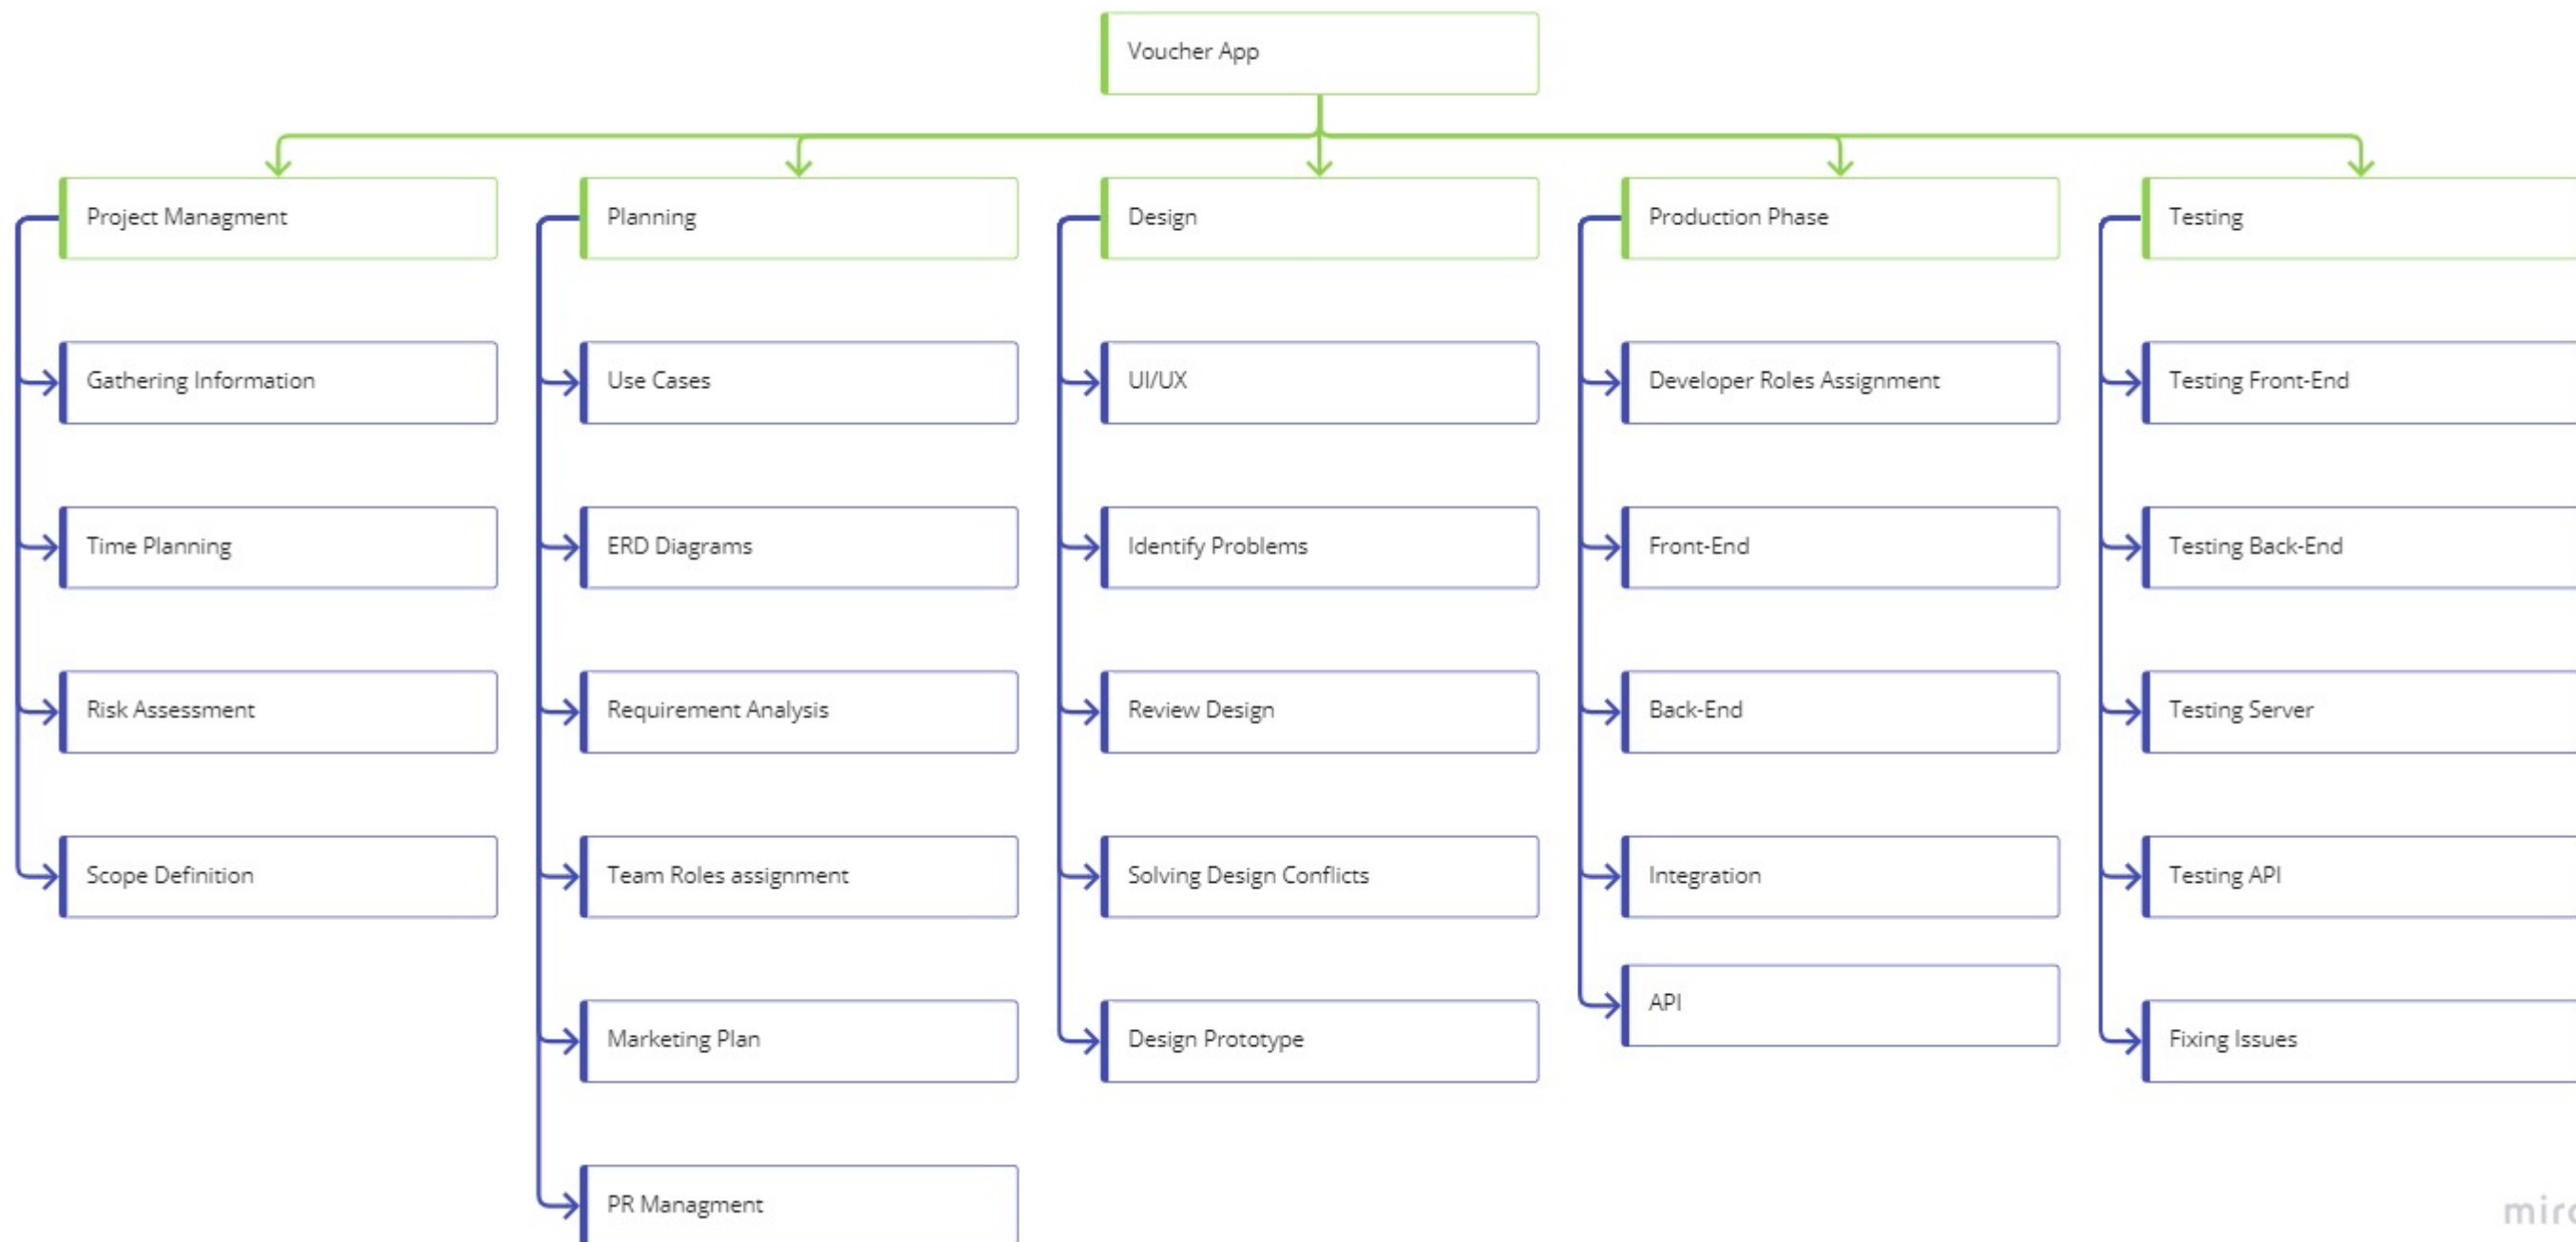 Voucher App
Project Managment
Planning
Design
Production Phase
Testing
Gathering Information
Use Cases
UI/UX
Developer Roles Assignment
Testing Front-End
Time Planning
ERD Diagrams
Identify Problems
Front-End
Testing Back-End
Risk Assessment
Requirement Analysis
Review Design
Back-End
Testing Server
Scope Definition
Team Roles assignment
Solving Design Conflicts
Integration
Testing API
API
Marketing Plan
Design Prototype
Fixing Issues
PR Managment